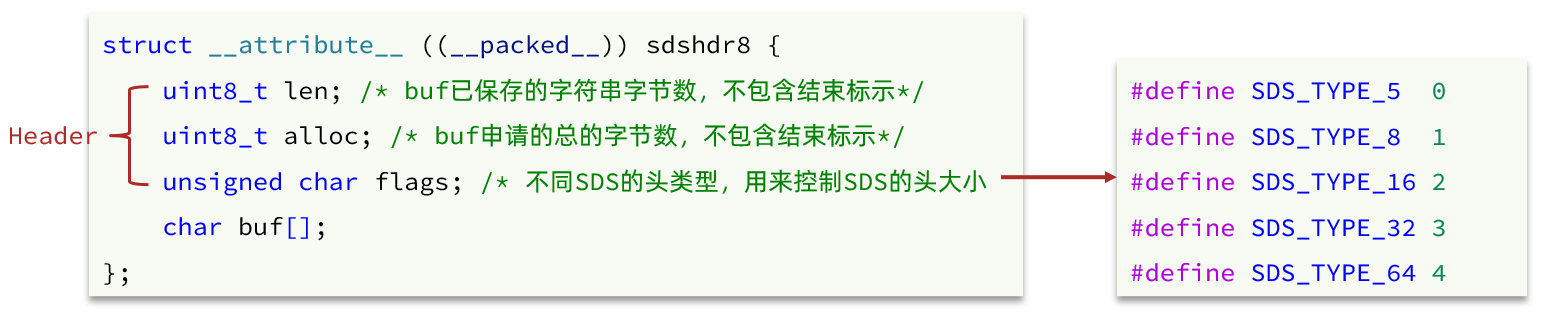 struct __attribute__ ((__packed__)) sdshdr8 {
uint8_t len; /* buf已保存的字符串字节数，不包含结束标示*/
Header
uint8_t alloc; /* buf申请的总的字节数，不包含结束标示*/
unsigned char flags; /* 不同SDS的头类型，用来控制SDS的头大小
char buf[];
};
#define SDS_TYPE_5 0
#define SDS_TYPE_8 1
#define SDS_TYPE_16 2
#define SDS_TYPE_32 3
#define SDS_TYPE_64 4